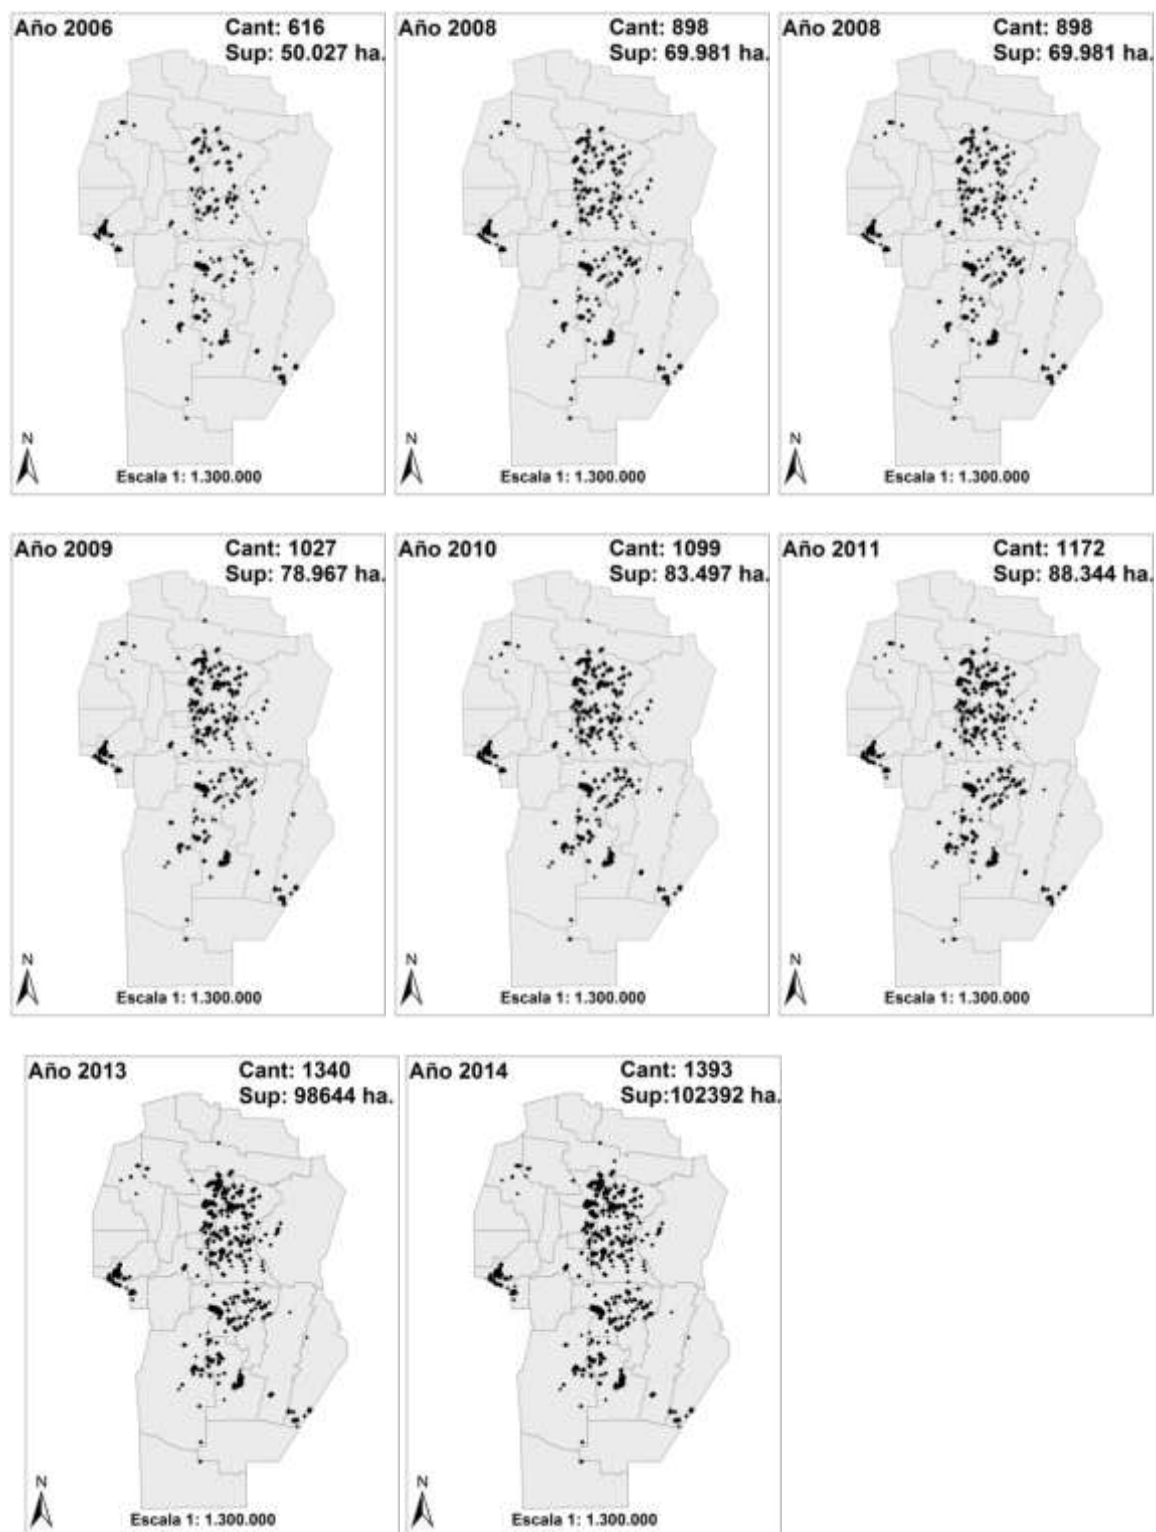 Año 2006
Cant: 616
Sup: 50.027 ha.
N
Escala 1: 1.300.000
Año 2008
Cant: 898
Sup: 69.981 ha.
N
Escala 1: 1.300.000
Año 2008
Cant: 898
Sup: 69.981 ha.
N
Escala 1: 1.300.000
Año 2009
Cant: 1027
Sup: 78.967 ha.
N
Escala 1: 1.300.000
Año 2010
Cant: 1099
Sup: 83.497 ha.
N
Escala 1: 1.300.000
Año 2011
Cant: 1172
Sup: 88.344 ha.
N
Escala 1: 1.300.000
Año 2013
Cant: 1340
Sup: 98644 ha.
N
Escala 1: 1.300.000
Año 2014
Cant: 1393
Sup:102392 ha.
N
Escala 1: 1.300.000